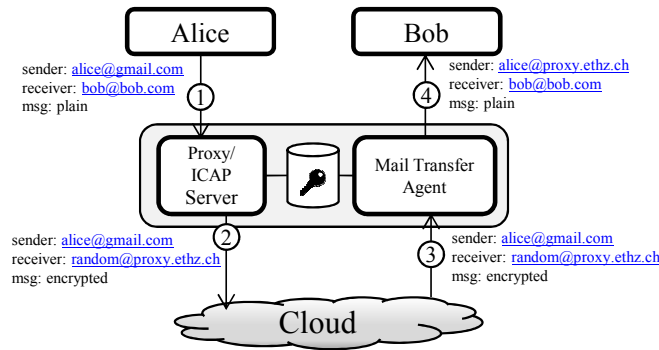 Alice
Bob
sender: alice@gmail.com
receiver: bob@bob.com
msg: plain
1
4
sender: alice@proxy.ethz.ch
receiver: bob@bob.com
msg: plain
Proxy/
ICAP
Server
Mail Transfer
Agent
sender: alice@gmail.com
receiver: random@proxy.ethz.ch
msg: encrypted
2
3
sender: alice@gmail.com
receiver: random@proxy.ethz.ch
msg: encrypted
Cloud